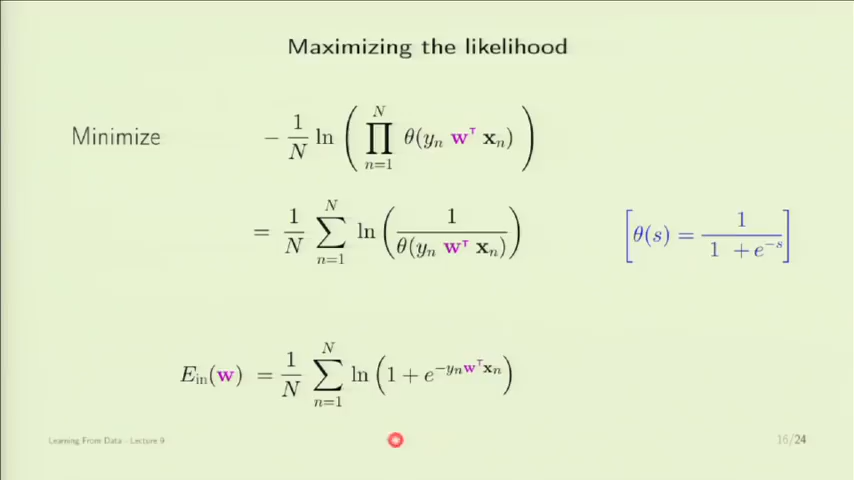 Maximizing the likelihood
Minimize − 1/N ln ( ∏_{n=1}^{N} θ(y_n w^T x_n) )
= 1/N ∑_{n=1}^{N} ln ( 1 / θ(y_n w^T x_n) ) [ θ(s) = 1 / (1 + e^{−s}) ]
E_in(w) = 1/N ∑_{n=1}^{N} ln ( 1 + e^{−y_n w^T x_n} )
Learning From Data - Lecture 9 16/24